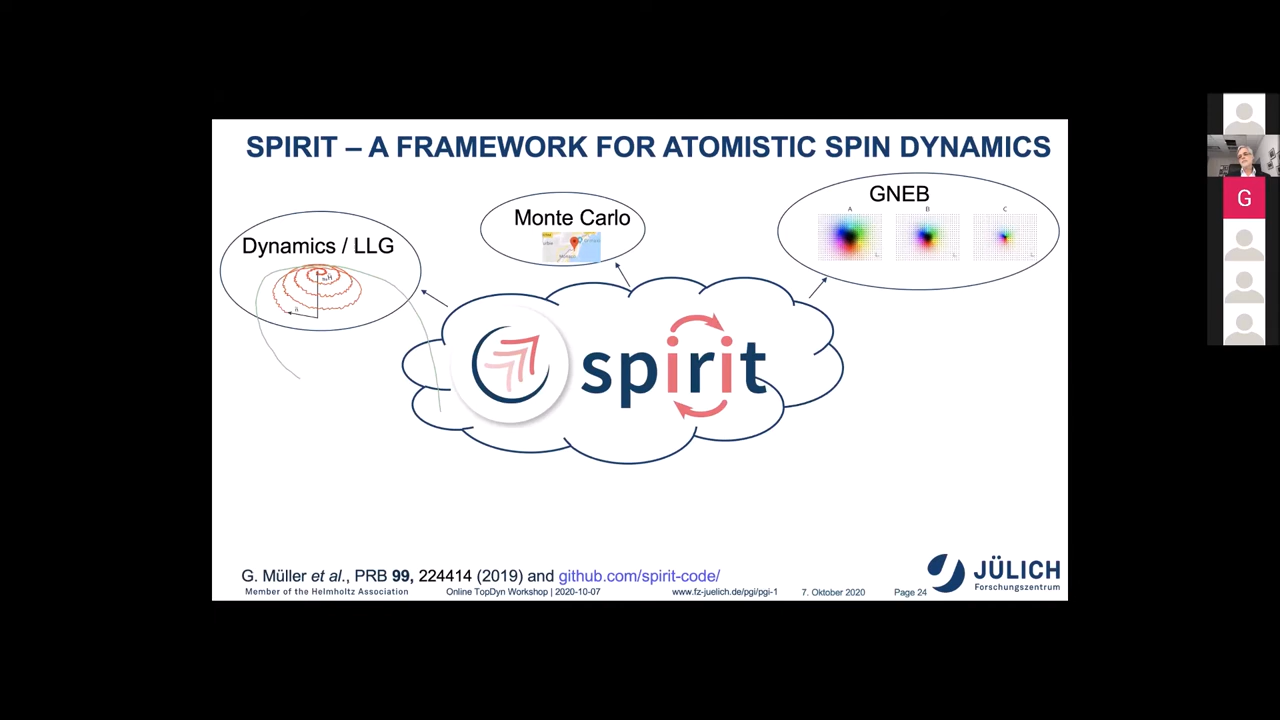 SPIRIT – A FRAMEWORK FOR ATOMISTIC SPIN DYNAMICS
GNEB
A B C
Monte Carlo
Dynamics / LLG
spirit
G
G. Müller et al., PRB 99, 224414 (2019) and github.com/spirit-code/
JÜLICH
Forschungszentrum
Member of the Helmholtz Association Online TopDyn Workshop | 2020-10-07 www.fz-juelich.de/pgi/pgi-1 7. Oktober 2020 Page 24